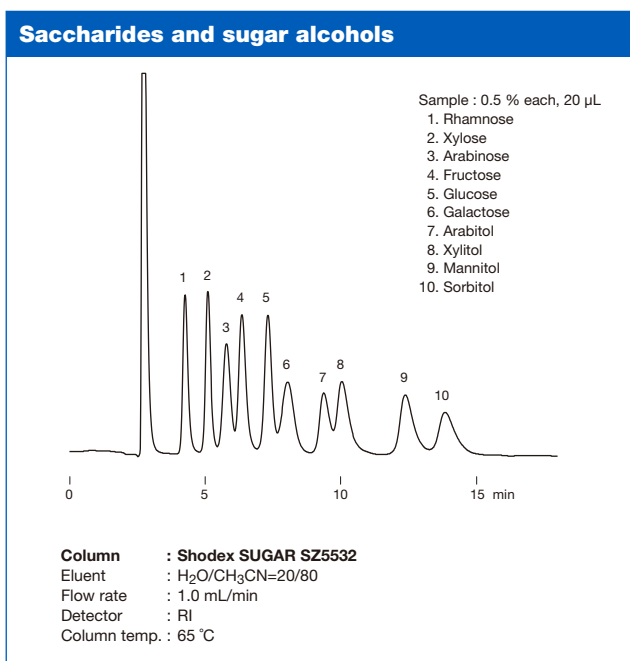 Saccharides and sugar alcohols
Sample : 0.5 % each, 20 µL
1. Rhamnose
2. Xylose
3. Arabinose
4. Fructose
5. Glucose
6. Galactose
7. Arabitol
8. Xylitol
9. Mannitol
10. Sorbitol
1
2
3
4
5
6
7
8
9
10
0 5 10 15 min
Column : Shodex SUGAR SZ5532
Eluent : H₂O/CH₃CN=20/80
Flow rate : 1.0 mL/min
Detector : RI
Column temp. : 65 ˚C